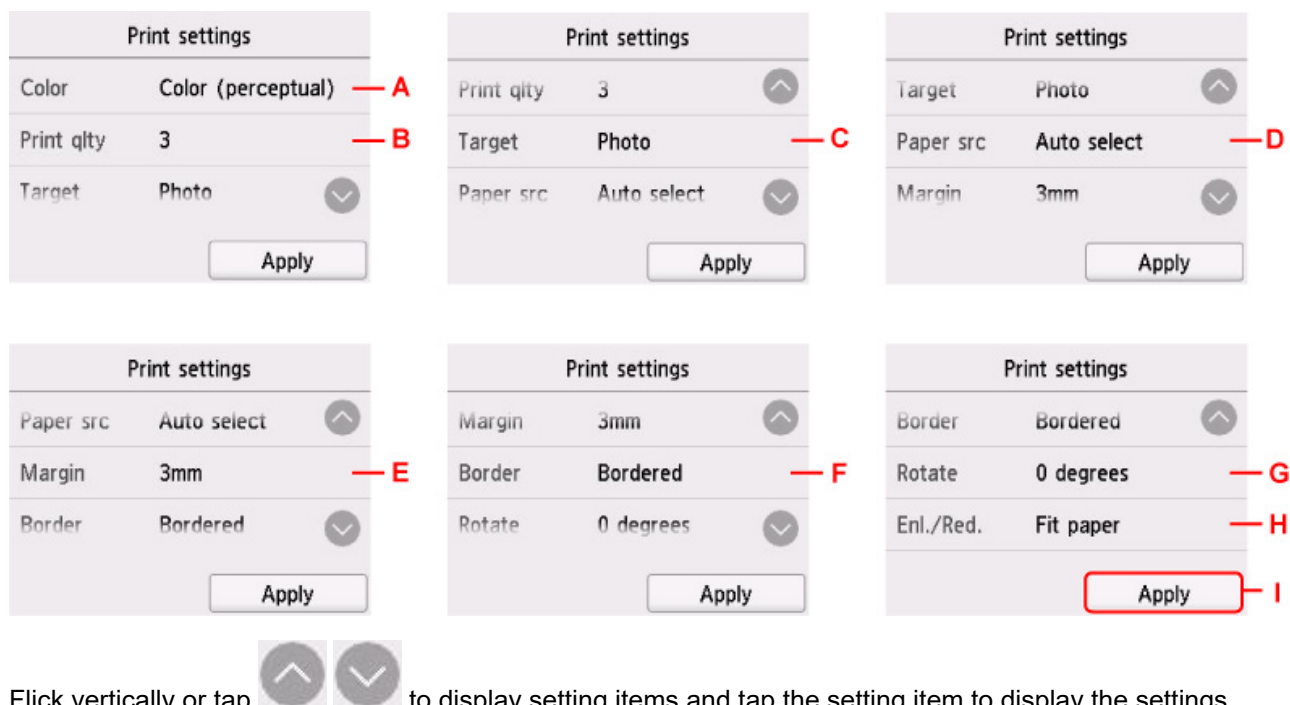 Print settings
Color Color (perceptual) A
Print qlty 3 B
Target Photo
Apply
Print settings
Print qlty 3
Target Photo C
Paper src Auto select
Apply
Print settings
Target Photo
Paper src Auto select D
Margin 3mm
Apply
Print settings
Paper src Auto select
Margin 3mm E
Border Bordered
Apply
Print settings
Margin 3mm
Border Bordered F
Rotate 0 degrees
Apply
Print settings
Border Bordered
Rotate 0 degrees G
Enl./Red. Fit paper H
Apply I
Flick vertically or tap to display setting items and tap the setting item to display the settings